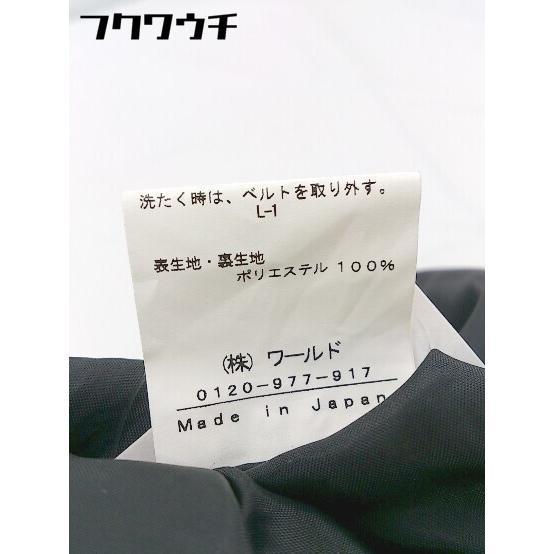 フクワウチ
洗たく時は、ベルトを取り外す。
L-1
表生地・裏生地
ポリエステル 100%
(株) ワールド
0120-977-917
Made in Japan